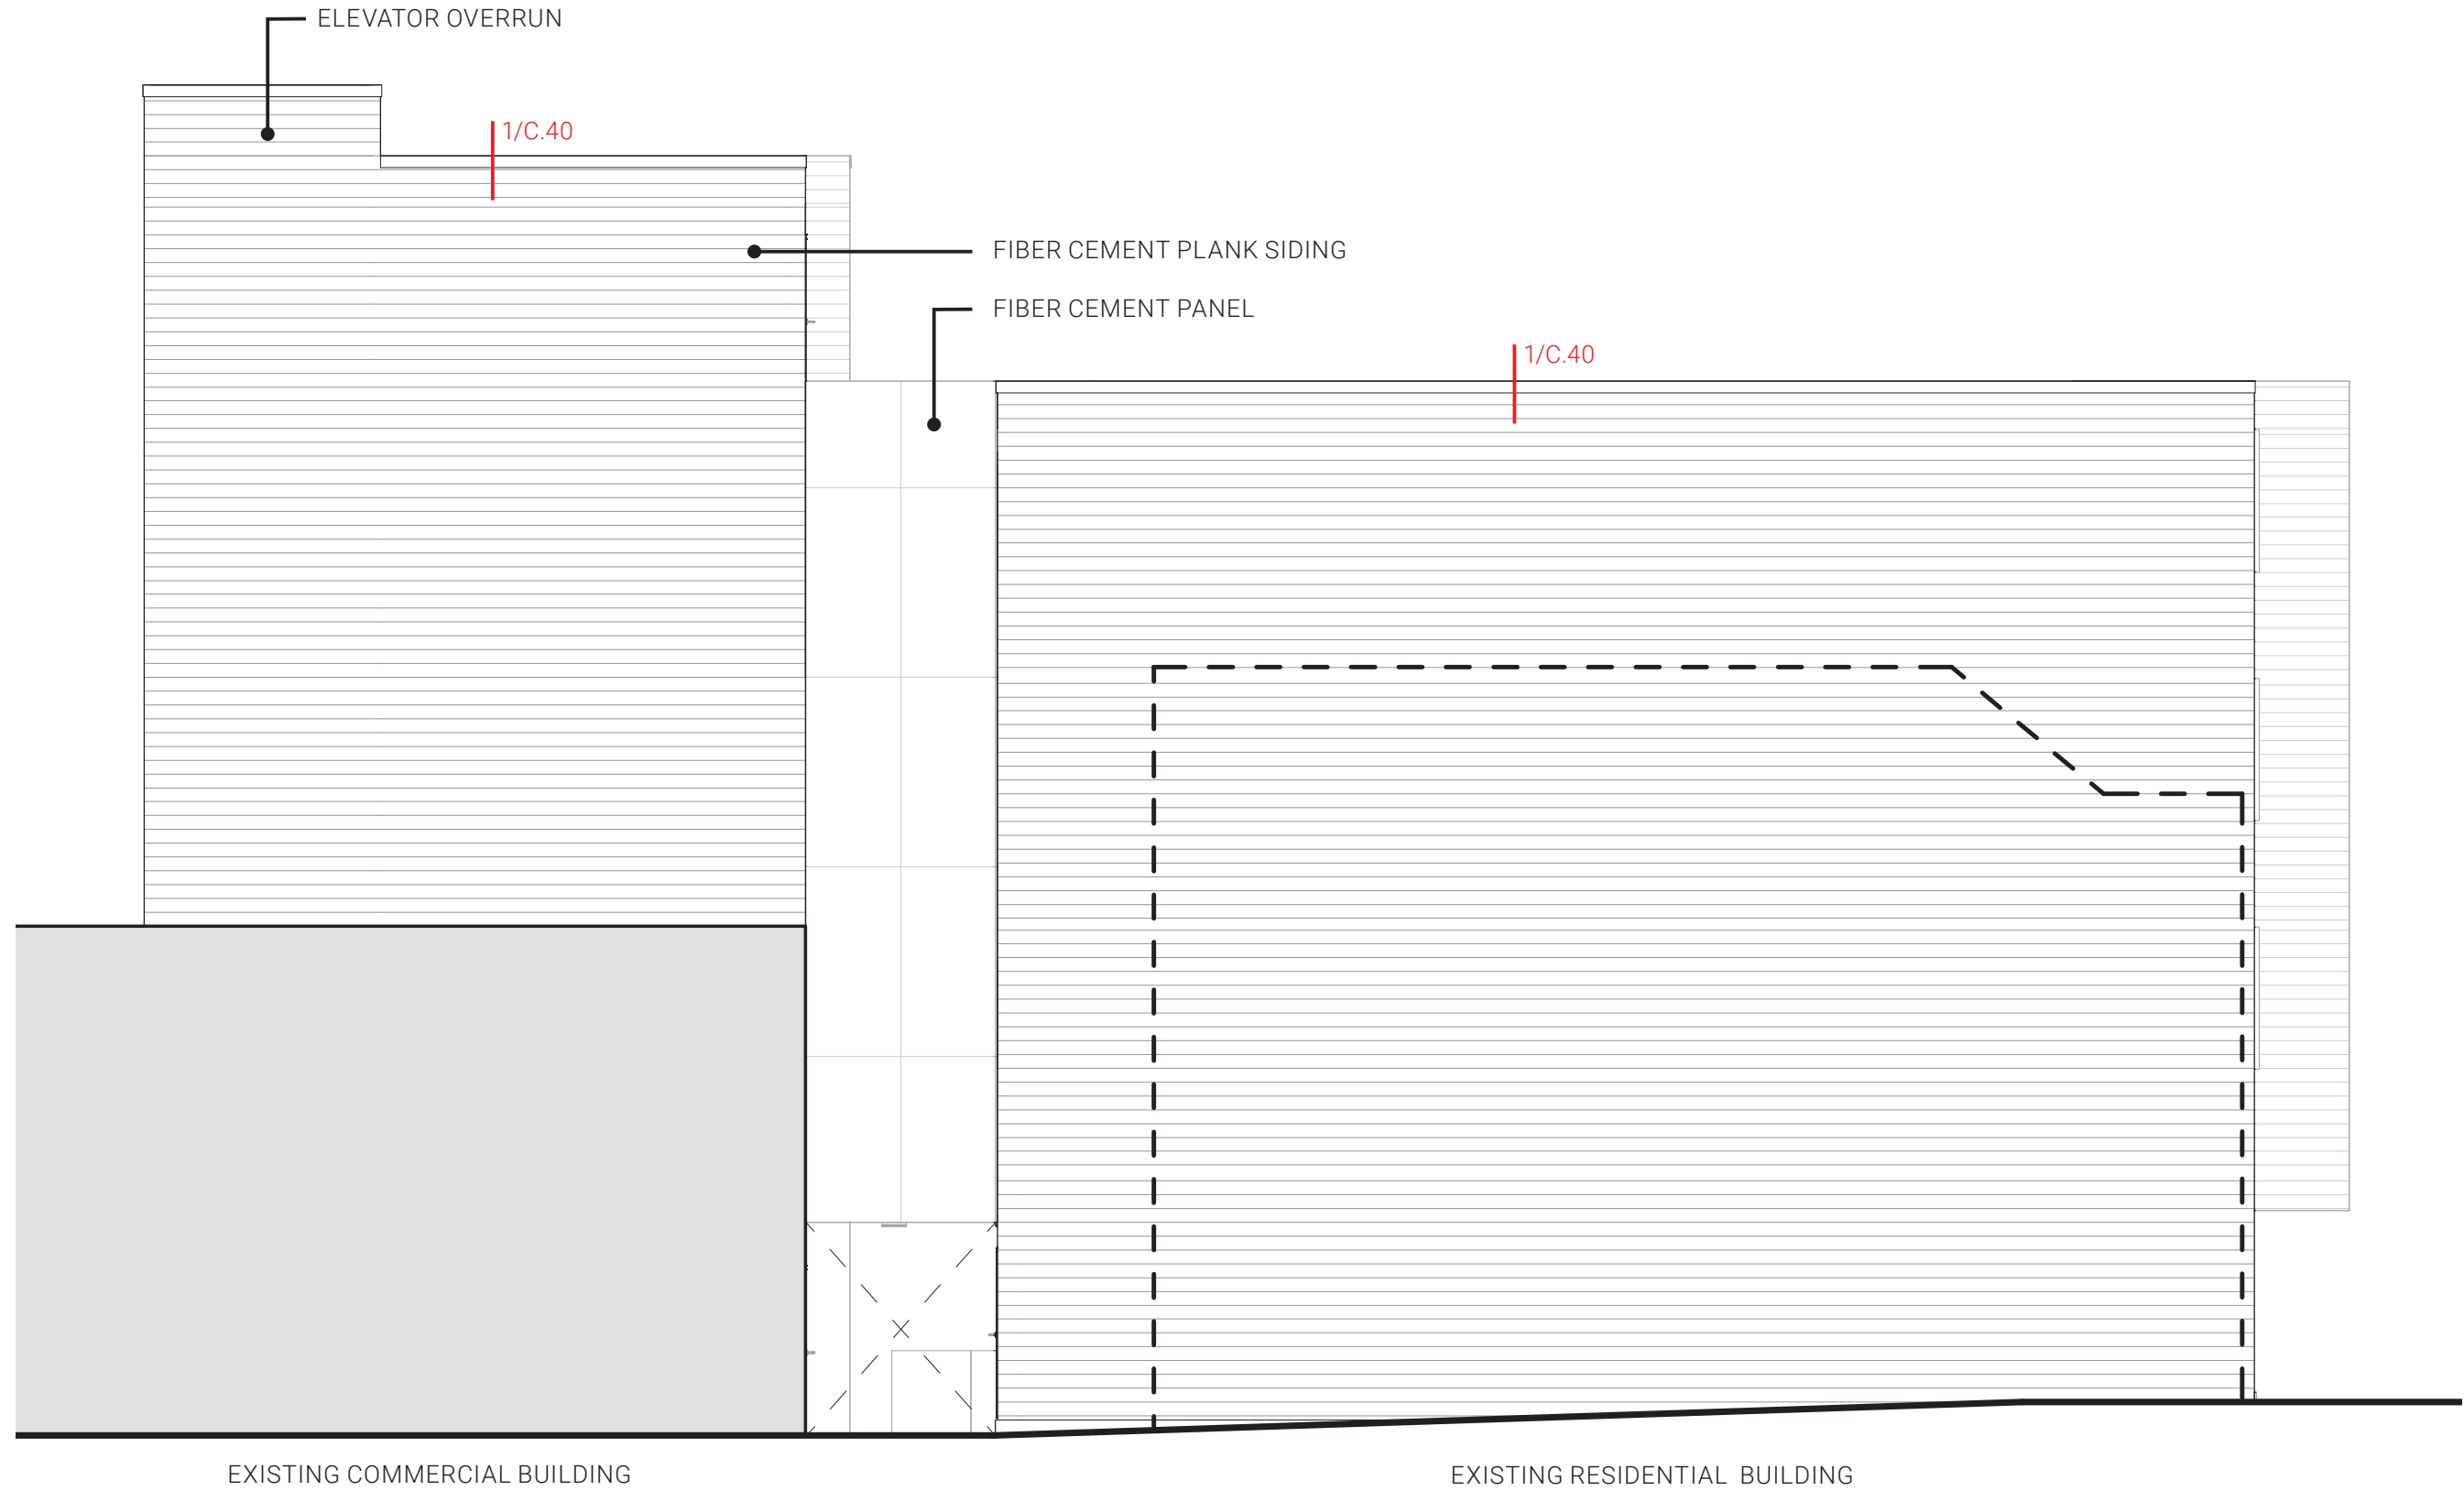 ELEVATOR OVERRUN
1/C.40
FIBER CEMENT PLANK SIDING
FIBER CEMENT PANEL
1/C.40
EXISTING COMMERCIAL BUILDING
EXISTING RESIDENTIAL BUILDING